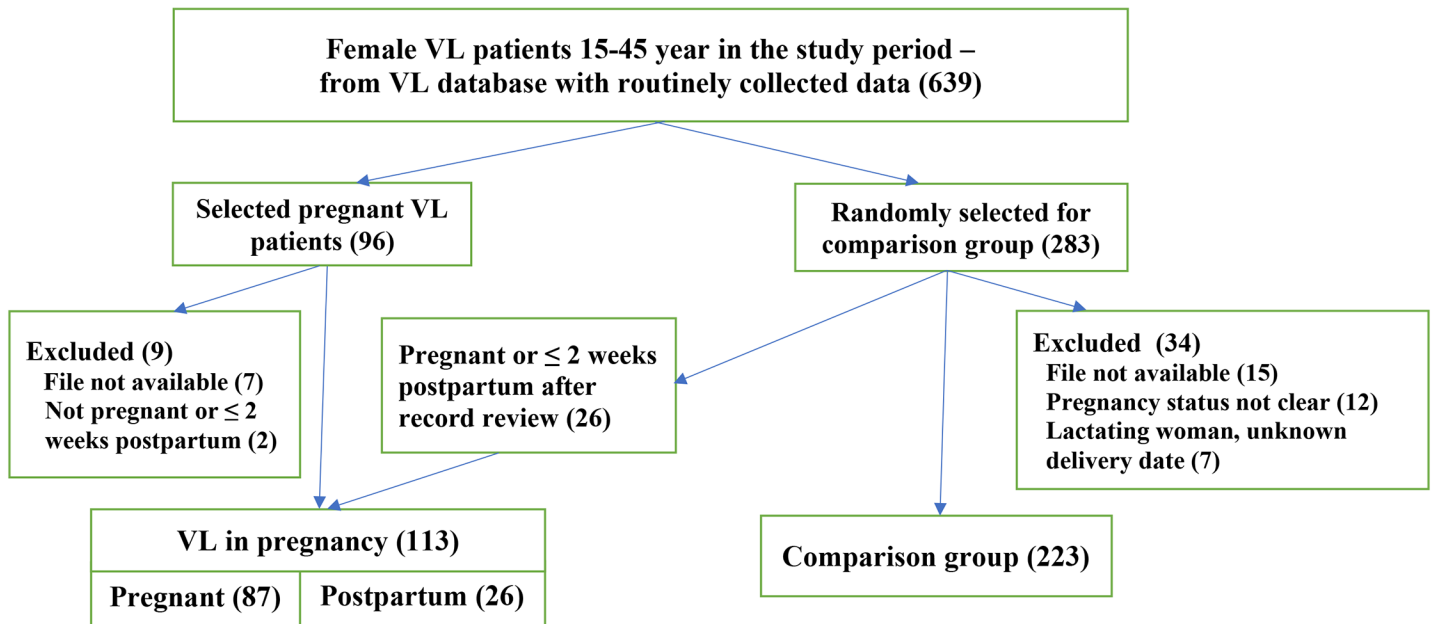 Female VL patients 15-45 year in the study period –
from VL database with routinely collected data (639)
Selected pregnant VL
patients (96)
Randomly selected for
comparison group (283)
Excluded (9)
File not available (7)
Not pregnant or ≤ 2
weeks postpartum (2)
Pregnant or ≤ 2 weeks
postpartum after
record review (26)
Excluded (34)
File not available (15)
Pregnancy status not clear (12)
Lactating woman, unknown
delivery date (7)
VL in pregnancy (113)
Pregnant (87)
Postpartum (26)
Comparison group (223)